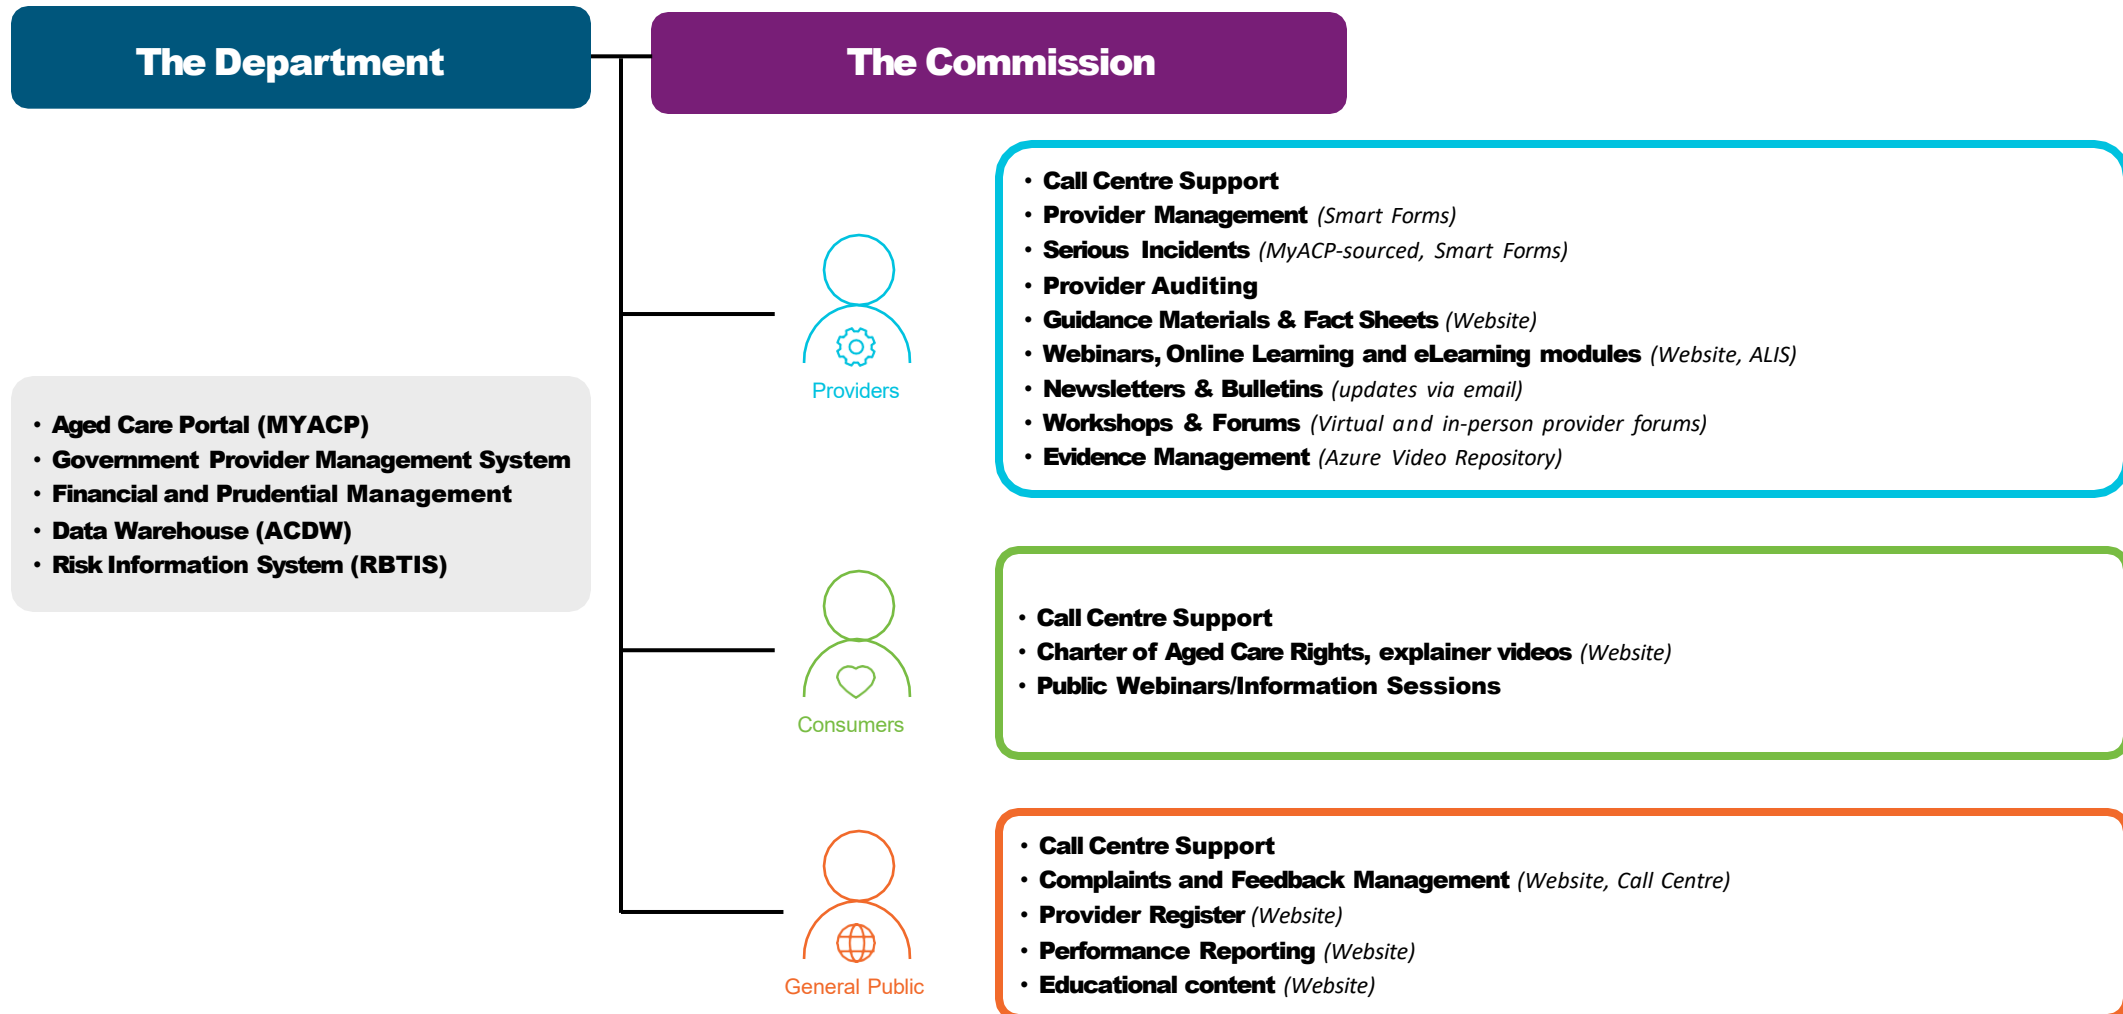 The Department
The Commission
• Aged Care Portal (MYACP)
• Government Provider Management System
• Financial and Prudential Management
• Data Warehouse (ACDW)
• Risk Information System (RBTIS)
Providers
• Call Centre Support
• Provider Management (Smart Forms)
• Serious Incidents (MyACP-sourced, Smart Forms)
• Provider Auditing
• Guidance Materials & Fact Sheets (Website)
• Webinars, Online Learning and eLearning modules (Website, ALIS)
• Newsletters & Bulletins (updates via email)
• Workshops & Forums (Virtual and in-person provider forums)
• Evidence Management (Azure Video Repository)
Consumers
• Call Centre Support
• Charter of Aged Care Rights, explainer videos (Website)
• Public Webinars/Information Sessions
General Public
• Call Centre Support
• Complaints and Feedback Management (Website, Call Centre)
• Provider Register (Website)
• Performance Reporting (Website)
• Educational content (Website)